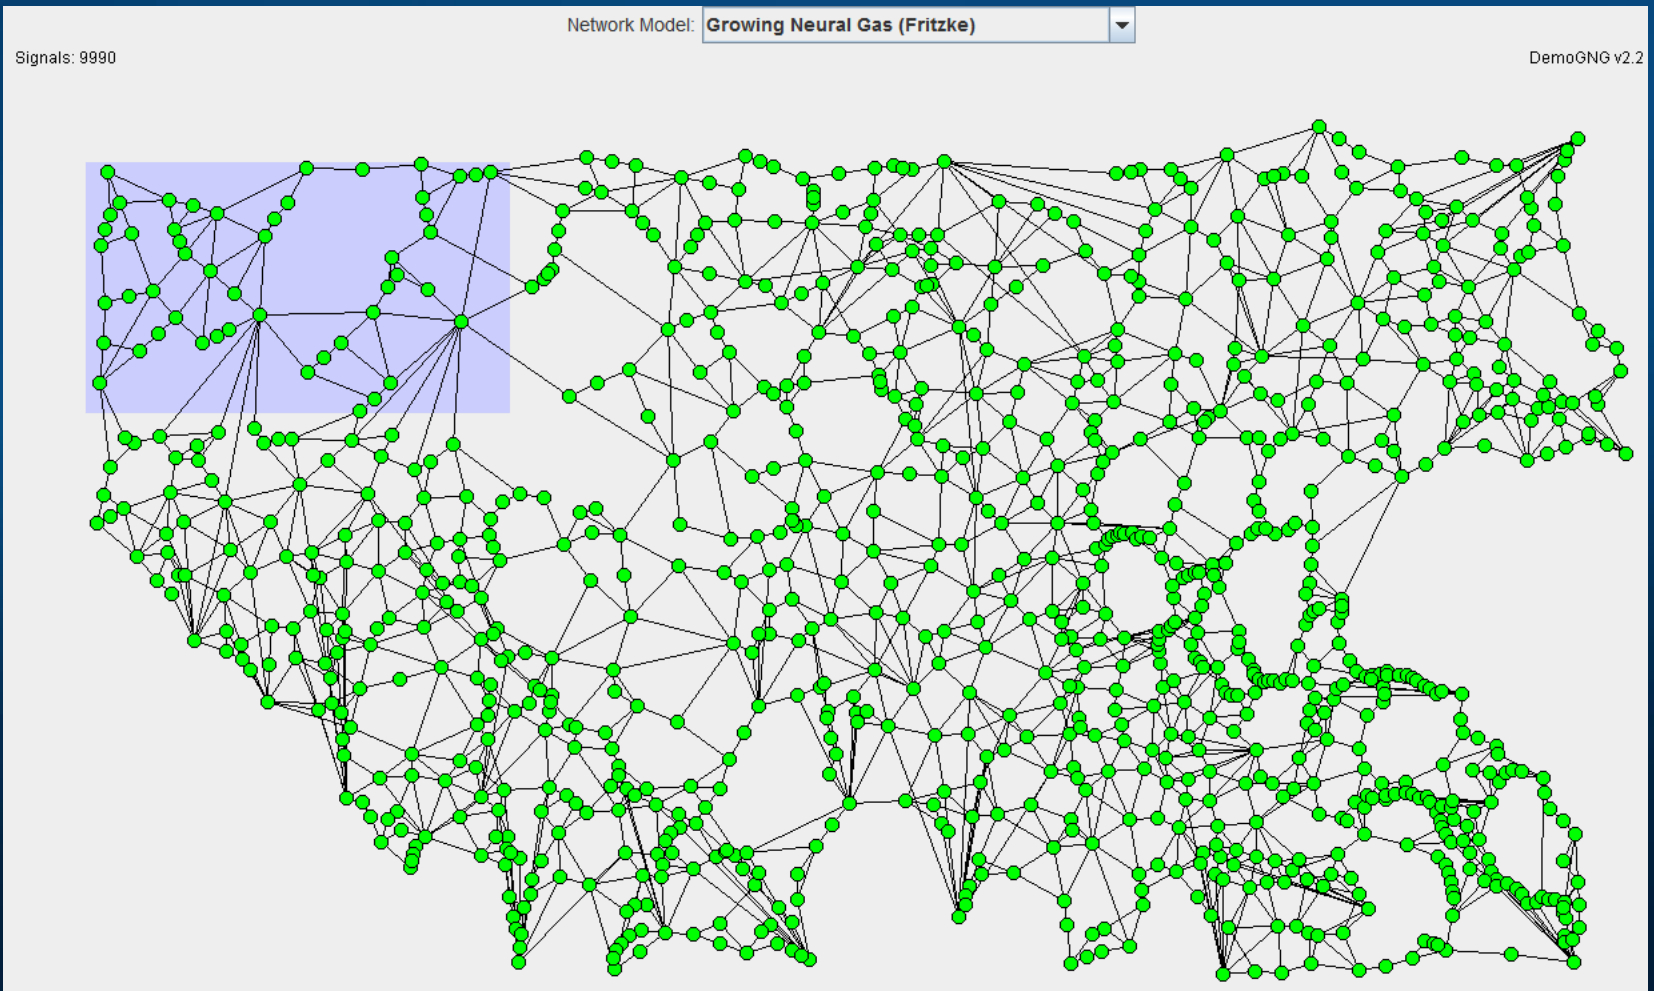 Network Model: Growing Neural Gas (Fritzke)
Signals: 9990
DemoGNG v2.2